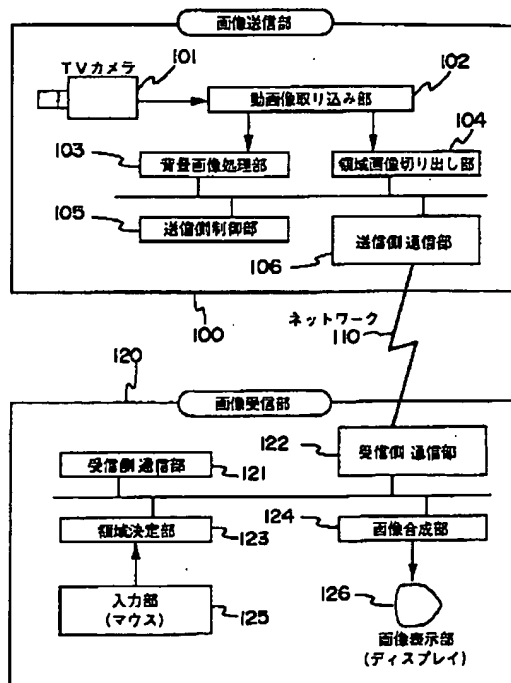 画像送信部
TVカメラ
101
102
動画像取り込み部
103
104
背景画像処理部
領域画像切り出し部
105
送信側制御部
送信側通信部
106
100
ネットワーク
110
120
画像受信部
122
受信側通信部
受信側通信部
121
124
領域決定部
123
画像合成部
入力部
(マウス)
125
126
画像表示部
(ディスプレイ)